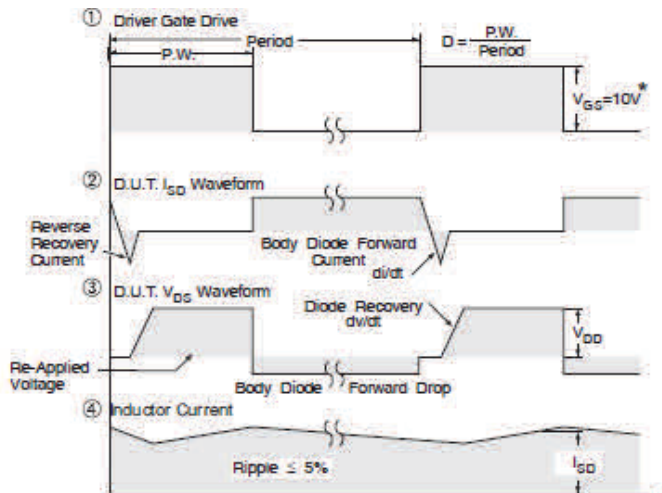 ① Driver Gate Drive
Period
P.W.
D = P.W. / Period
V_GS=10V*
② D.U.T. I_SD Waveform
Reverse
Recovery
Current
Body Diode Forward
Current
di/dt
③ D.U.T. V_DS Waveform
Diode Recovery
dv/dt
V_DD
Re-Applied
Voltage
Body Diode Forward Drop
④ Inductor Current
Ripple ≤ 5%
I_SD